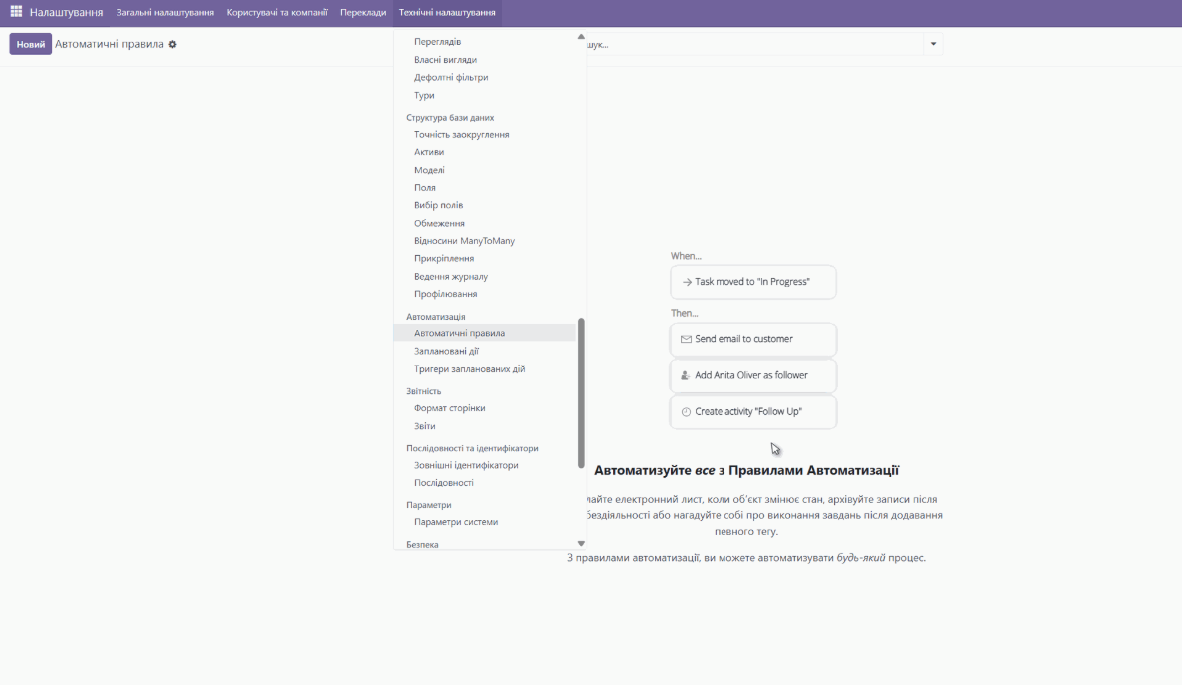 Налаштування Загальні налаштування Користувачі та компанії Переклади Технічні налаштування
Новий Автоматичні правила
шук...
Переглядів
Власні вигляди
Дефолтні фільтри
Тури
Структура бази даних
Точність заокруглення
Активи
Моделі
Поля
Вибір полів
Обмеження
Відносини ManyToMany
Прикріплення
Ведення журналу
Профілювання
Автоматизація
Автоматичні правила
Заплановані дії
Тригери запланованих дій
Звітність
Формат сторінки
Звіти
Послідовності та ідентифікатори
Зовнішні ідентифікатори
Послідовності
Параметри
Параметри системи
Безпека
When...
Task moved to "In Progress"
Then...
Send email to customer
Add Anita Oliver as follower
Create activity "Follow Up"
Автоматизуйте все з Правилами Автоматизації
лайте електронний лист, коли об'єкт змінює стан, архівуйте записи після
бездіяльності або нагадуйте собі про виконання завдань після додавання
певного тегу.
З правилами автоматизації, ви можете автоматизувати будь-який процес.